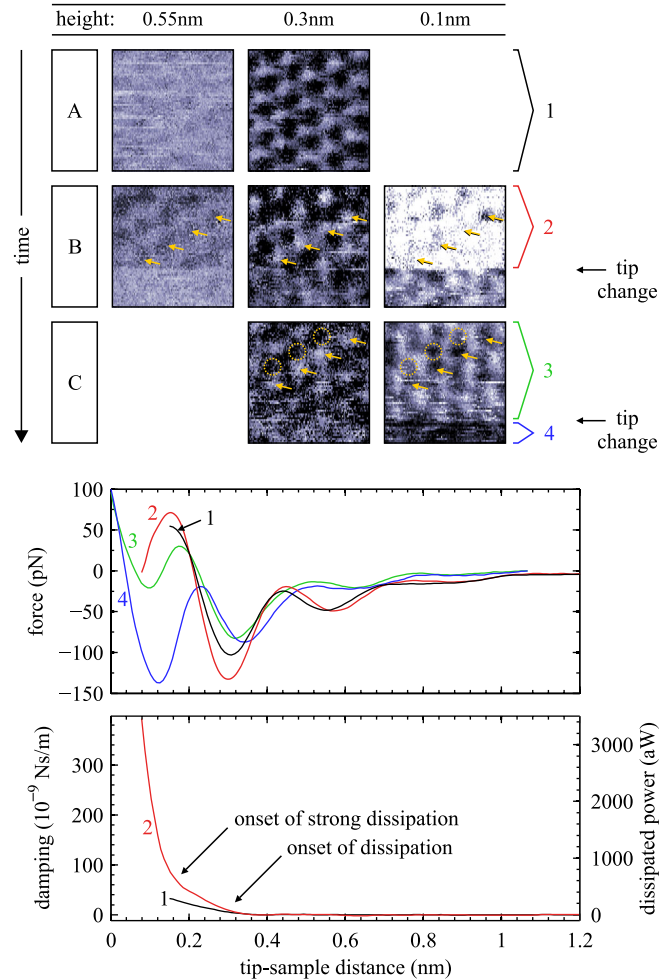 height: 0.55nm 0.3nm 0.1nm
A
1
time
B
2
tip
change
C
3
tip
change
4
100
50
0
−50
−100
−150
force (pN)
1
2
3
4
300
200
100
0
damping (10⁻⁹ Ns/m)
3000
2000
1000
0
dissipated power (aW)
2
onset of strong dissipation
onset of dissipation
1
0 0.2 0.4 0.6 0.8 1 1.2
tip-sample distance (nm)